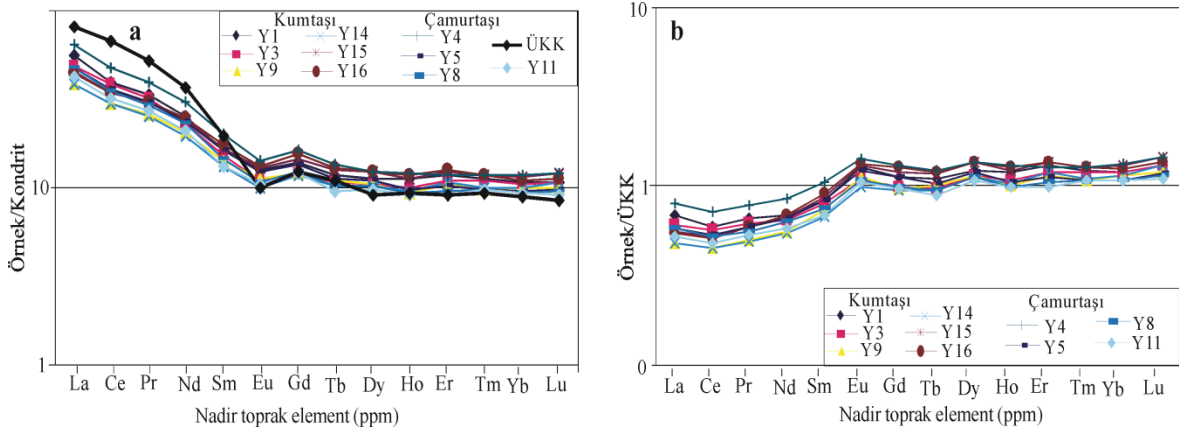 a
Kumtaşı
Çamurtaşı
Y1
Y14
Y4
ÜKK
Y3
Y15
Y5
Y11
Y9
Y16
Y8
10
1
Örnek/Kondrit
La Ce Pr Nd Sm Eu Gd Tb Dy Ho Er Tm Yb Lu
Nadir toprak element (ppm)
b
10
1
0
Örnek/ÜKK
Kumtaşı
Çamurtaşı
Y1
Y14
Y4
Y8
Y3
Y15
Y5
Y11
Y9
Y16
La Ce Pr Nd Sm Eu Gd Tb Dy Ho Er Tm Yb Lu
Nadir toprak element (ppm)